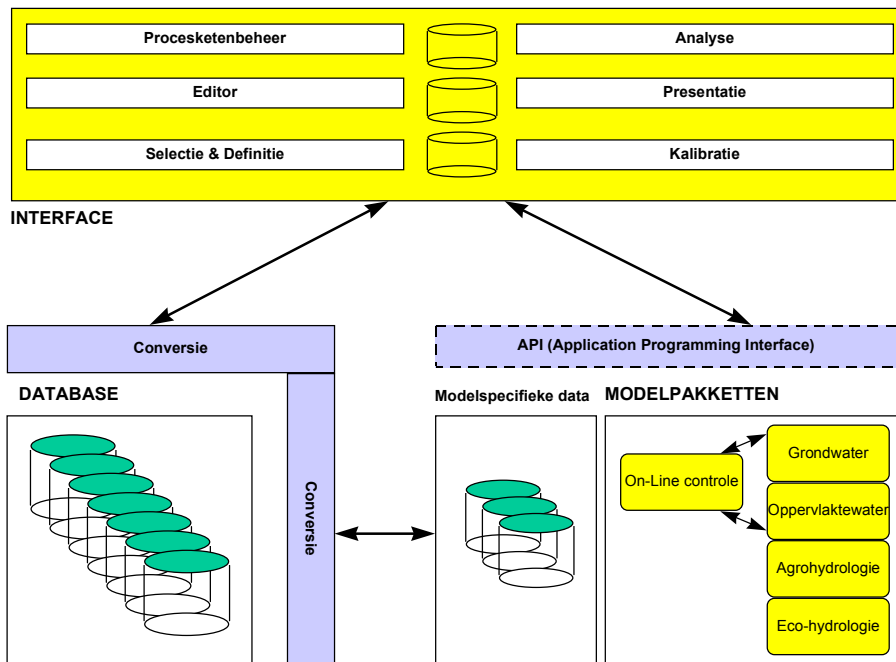 Procesketenbeheer
Analyse
Editor
Presentatie
Selectie & Definitie
Kalibratie
INTERFACE
Conversie
API (Application Programming Interface)
DATABASE
Modelspecifieke data
MODELPAKKETTEN
Conversie
On-Line controle
Grondwater
Oppervlaktewater
Agrohydrologie
Eco-hydrologie